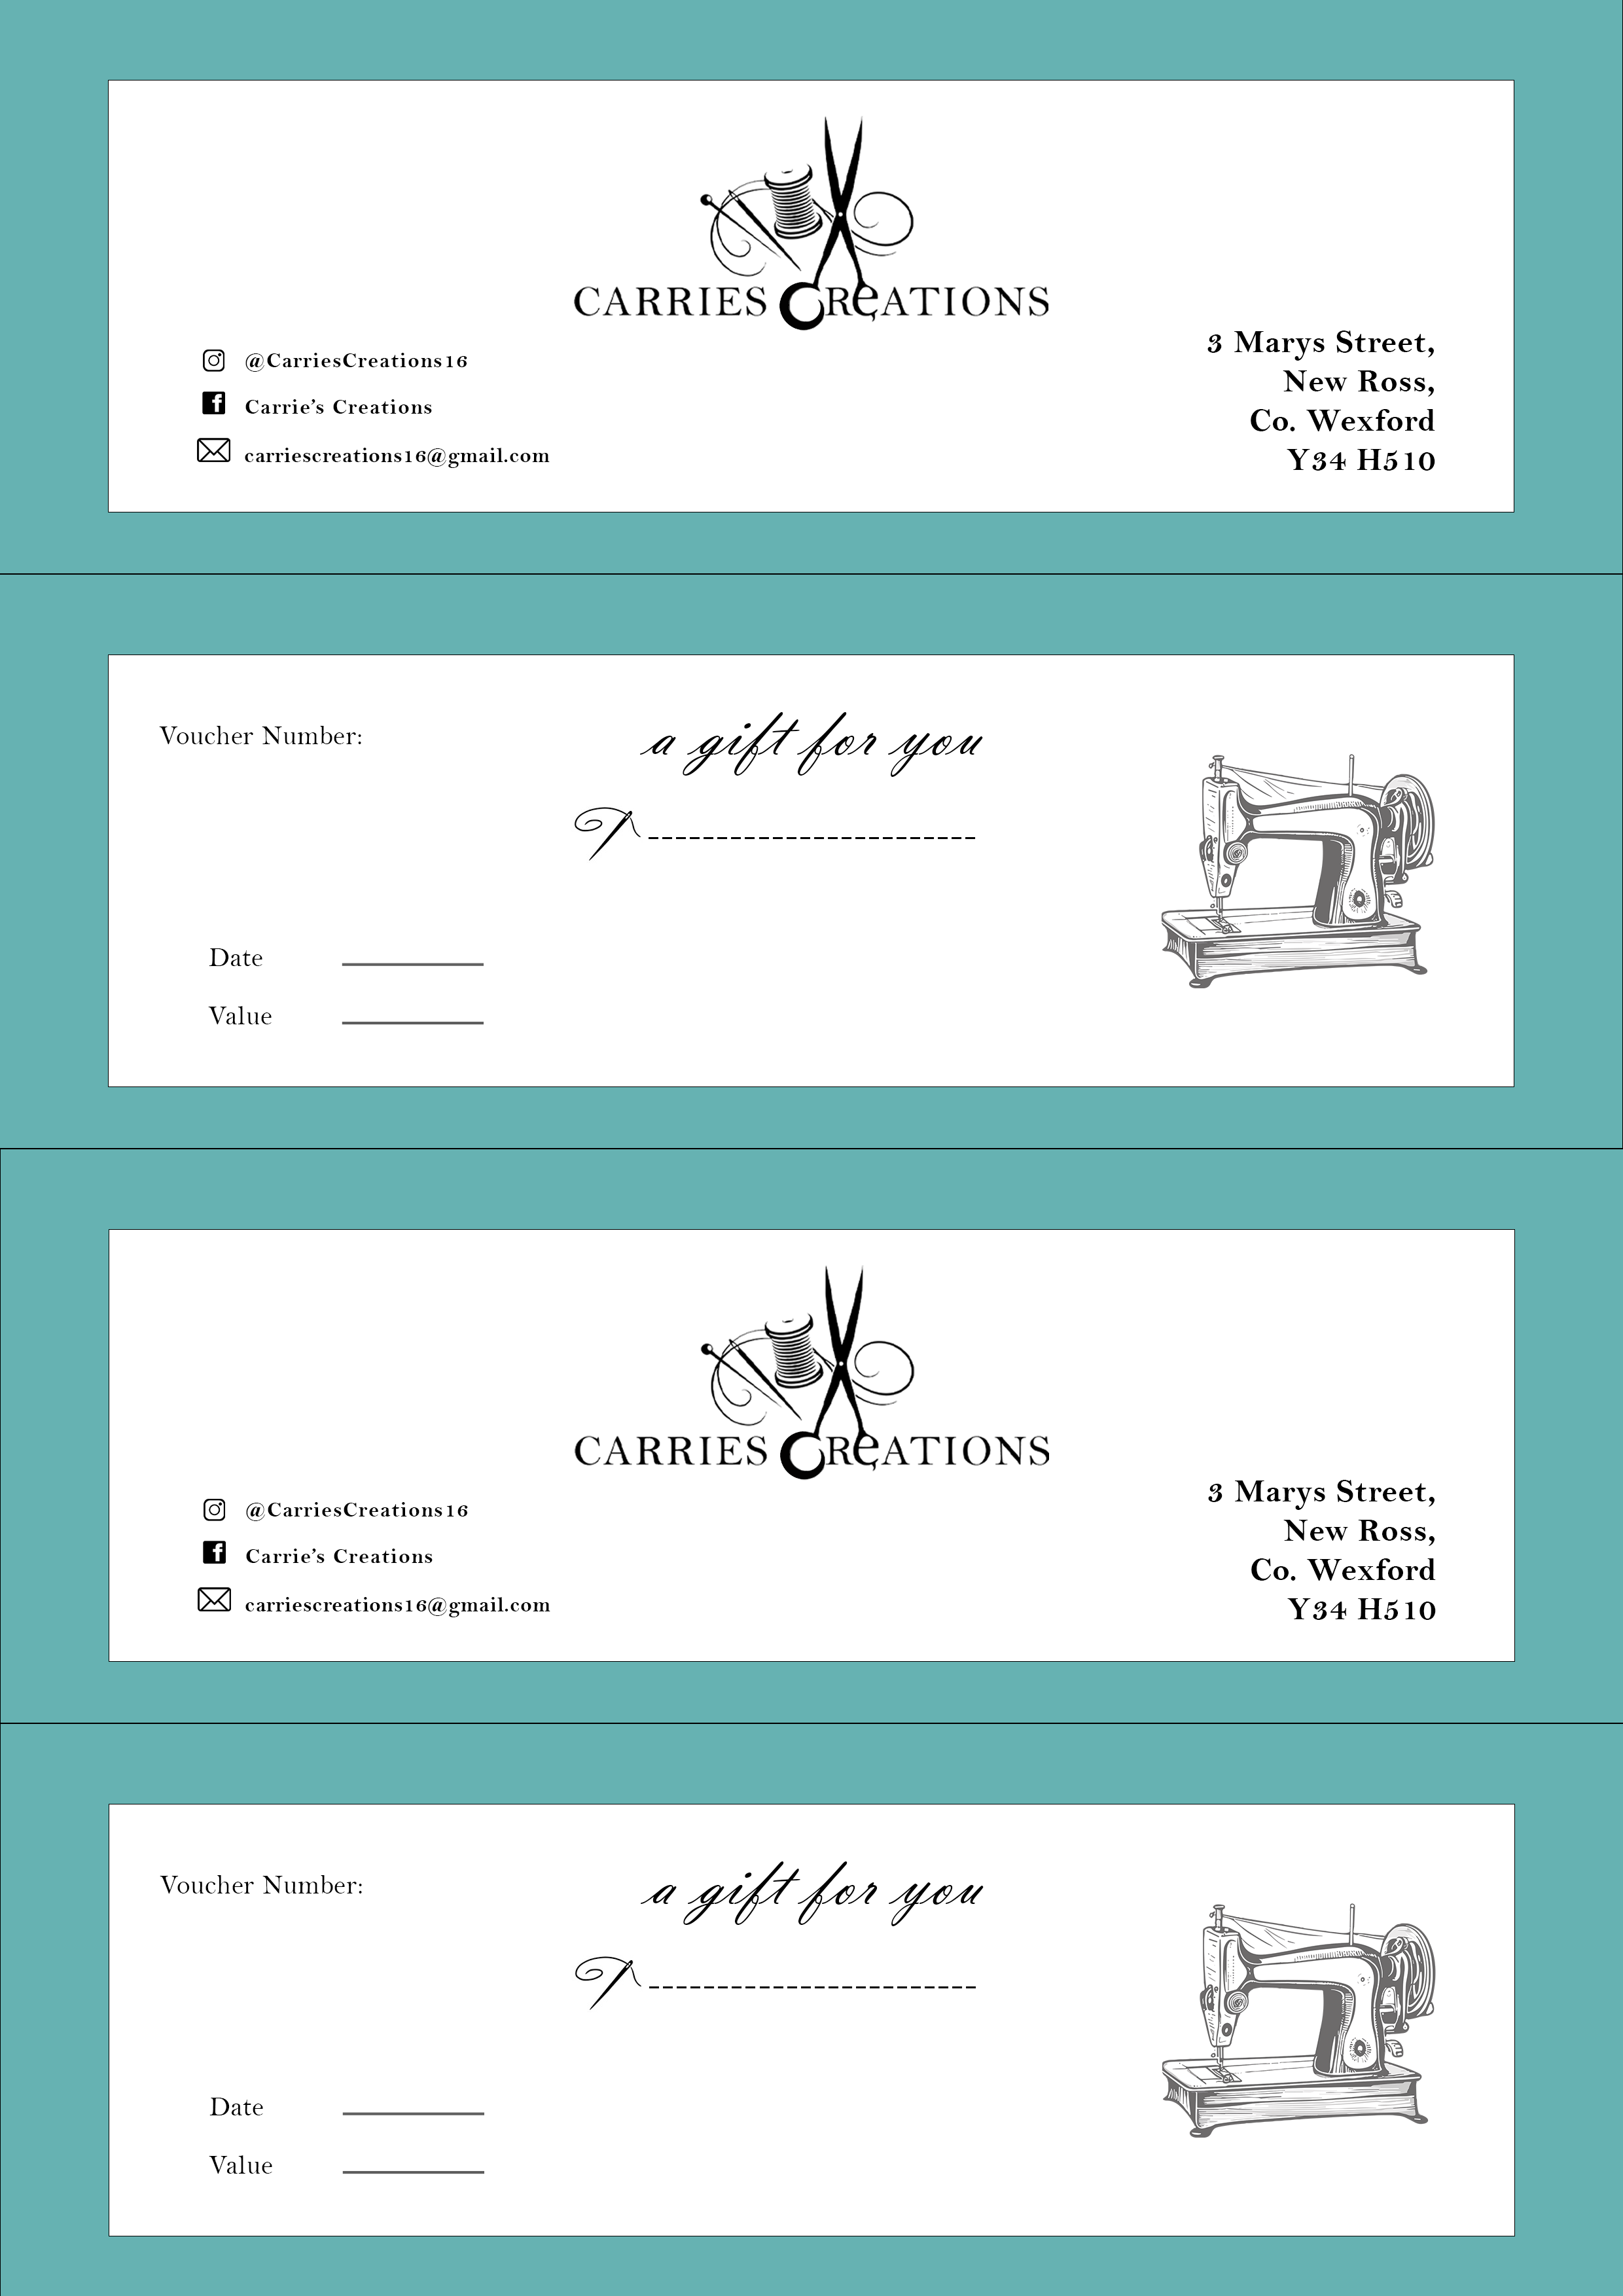 CARRIES CReATIONS
@CarriesCreations16
Carrie’s Creations
carriescreations16@gmail.com
3 Marys Street,
New Ross,
Co. Wexford
Y34 H510
Voucher Number:
a gift for you
Date
Value
CARRIES CReATIONS
@CarriesCreations16
Carrie’s Creations
carriescreations16@gmail.com
3 Marys Street,
New Ross,
Co. Wexford
Y34 H510
Voucher Number:
a gift for you
Date
Value